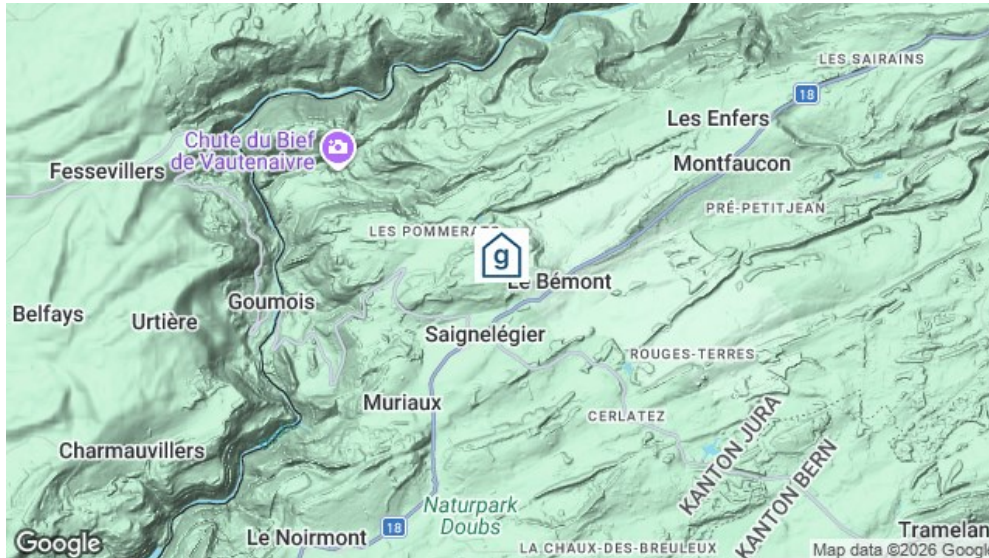 LES SAIRAINS
18
Les Enfers
Chute du Bief
de Vautenaivre
Montfaucon
Fessevillers
PRÉ-PETITJEAN
LES POMMERATS
g
Le Bémont
Goumois
Belfays
Urtière
Saignelégier
ROUGES-TERRES
Muriaux
CERLATEZ
KANTON JURA
Charmauvillers
KANTON BERN
Naturpark
Doubs
18
Le Noirmont
Tramelan
LA CHAUX-DES-BREULEUX
Google
Map data ©2026 Google